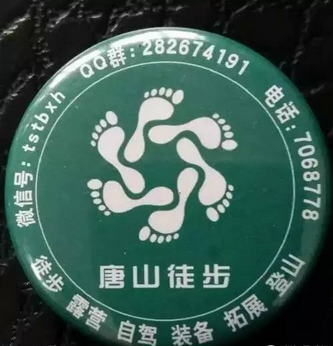 微信号: tstbxh QQ群: 282674191 电话: 7068778
唐山徒步
徒步 露营 自驾 装备 拓展 登山